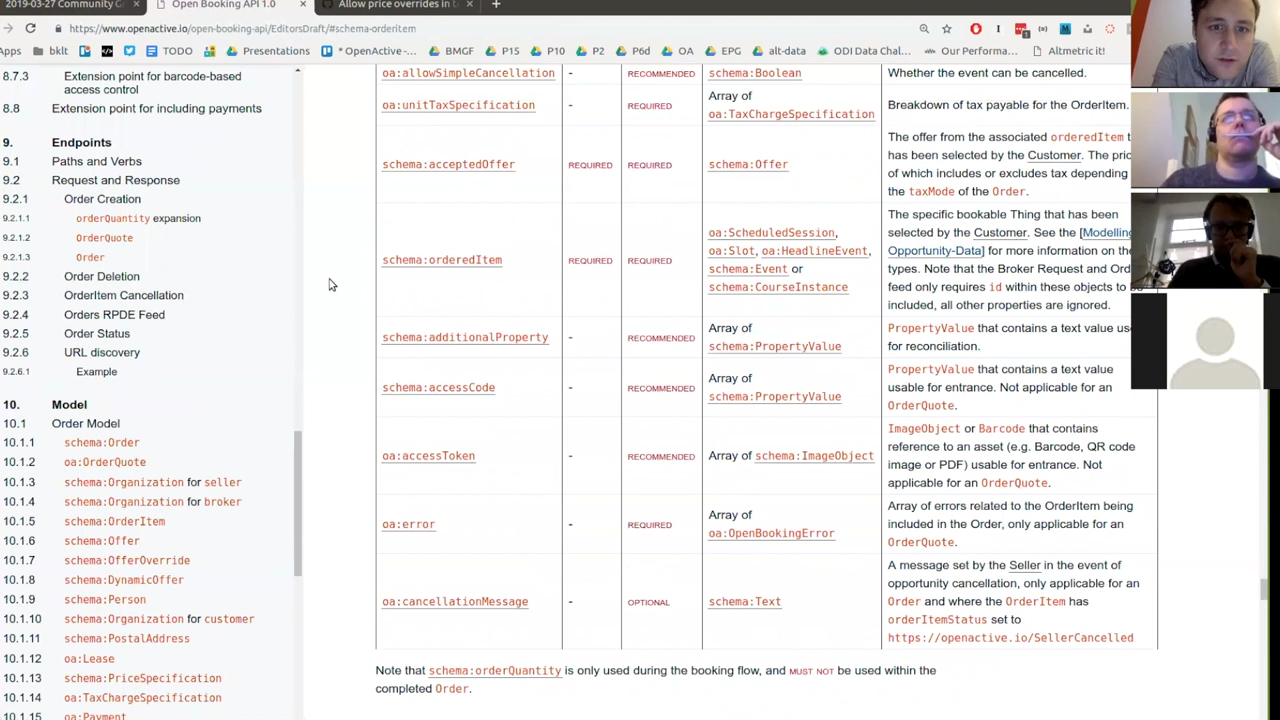 2019-03-27 Community G
Open Booking API 1.0
Allow price overrides in t
https://www.openactive.io/open-booking-api/EditorsDraft/#schema-orderitem
Apps bklt TODO Presentations * OpenActive -... BMGF P15 P10 P2 P6d OA EPG alt-data ODI Data Chal... Our Performa... Altmetric it!
8.7.3 Extension point for barcode-based
access control
8.8 Extension point for including payments
9. Endpoints
9.1 Paths and Verbs
9.2 Request and Response
9.2.1 Order Creation
9.2.1.1 orderQuantity expansion
9.2.1.2 OrderQuote
9.2.1.3 Order
9.2.2 Order Deletion
9.2.3 OrderItem Cancellation
9.2.4 Orders RPDE Feed
9.2.5 Order Status
9.2.6 URL discovery
9.2.6.1 Example
10. Model
10.1 Order Model
10.1.1 schema:Order
10.1.2 oa:OrderQuote
10.1.3 schema:Organization for seller
10.1.4 schema:Organization for broker
10.1.5 schema:OrderItem
10.1.6 schema:Offer
10.1.7 schema:OfferOverride
10.1.8 schema:DynamicOffer
10.1.9 schema:Person
10.1.10 schema:Organization for customer
10.1.11 schema:PostalAddress
10.1.12 oa:Lease
10.1.13 schema:PriceSpecification
10.1.14 oa:TaxChargeSpecification
10.1.15 oa:Payment
oa:allowSimpleCancellation - RECOMMENDED schema:Boolean Whether the event can be cancelled.
oa:unitTaxSpecification - REQUIRED Array of
oa:TaxChargeSpecification Breakdown of tax payable for the OrderItem.
schema:acceptedOffer REQUIRED REQUIRED schema:Offer
The offer from the associated orderedItem t
has been selected by the Customer. The pric
of which includes or excludes tax depending
the taxMode of the Order.
schema:orderedItem REQUIRED REQUIRED
oa:ScheduledSession,
oa:Slot, oa:HeadlineEvent,
schema:Event or
schema:CourseInstance
The specific bookable Thing that has been
selected by the Customer. See the [Modelling
Opportunity-Data] for more information on the
types. Note that the Broker Request and Ord
feed only requires id within these objects to b
included, all other properties are ignored.
schema:additionalProperty - RECOMMENDED Array of
schema:PropertyValue
PropertyValue that contains a text value us
for reconciliation.
schema:accessCode - RECOMMENDED Array of
schema:PropertyValue
PropertyValue that contains a text value
usable for entrance. Not applicable for an
OrderQuote.
oa:accessToken - RECOMMENDED Array of schema:ImageObject
ImageObject or Barcode that contains
reference to an asset (e.g. Barcode, QR code
image or PDF) usable for entrance. Not
applicable for an OrderQuote.
oa:error - REQUIRED Array of
oa:OpenBookingError
Array of errors related to the OrderItem being
included in the Order, only applicable for an
OrderQuote.
oa:cancellationMessage - OPTIONAL schema:Text
A message set by the Seller in the event of
opportunity cancellation, only applicable for an
Order and where the OrderItem has
orderItemStatus set to
https://openactive.io/SellerCancelled
Note that schema:orderQuantity is only used during the booking flow, and MUST NOT be used within the
completed Order.